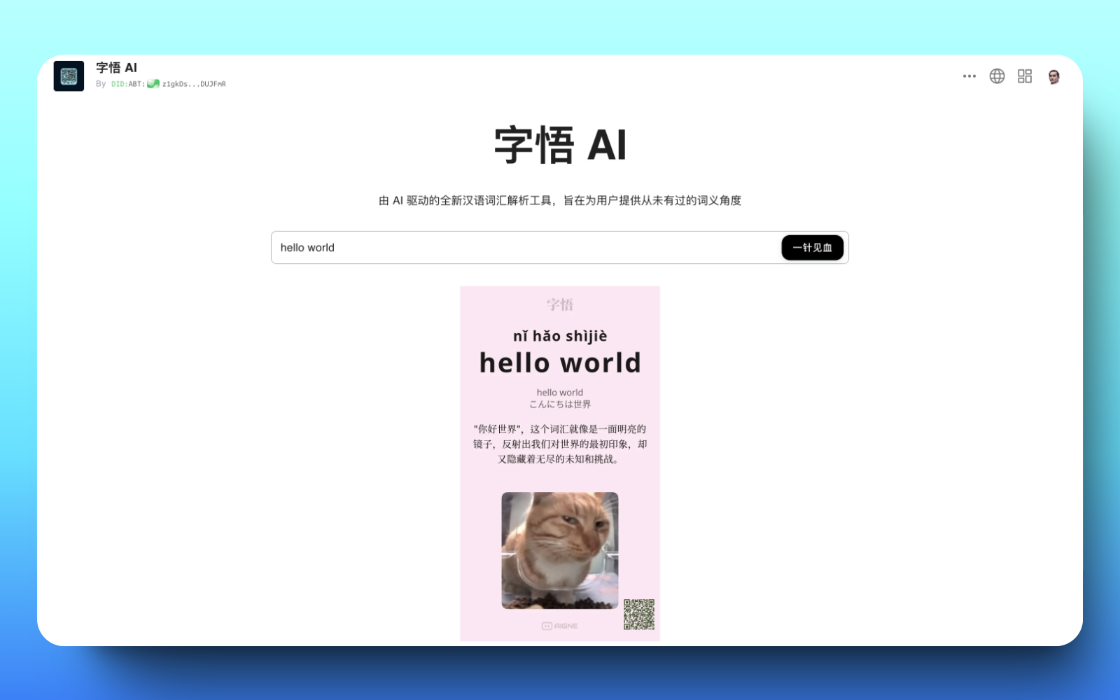 字悟 AI
By DID:ABT: z1gkDs...DUJFmR
字悟 AI
由 AI 驱动的全新汉语词汇解析工具，旨在为用户提供从未有过的词义角度
hello world
一针见血
字悟
nǐ hǎo shìjiè
hello world
hello world
こんにちは世界
"你好世界"，这个词汇就像是一面明亮的
镜子，反射出我们对世界的最初印象，却
又隐藏着无尽的未知和挑战。
AIGNE